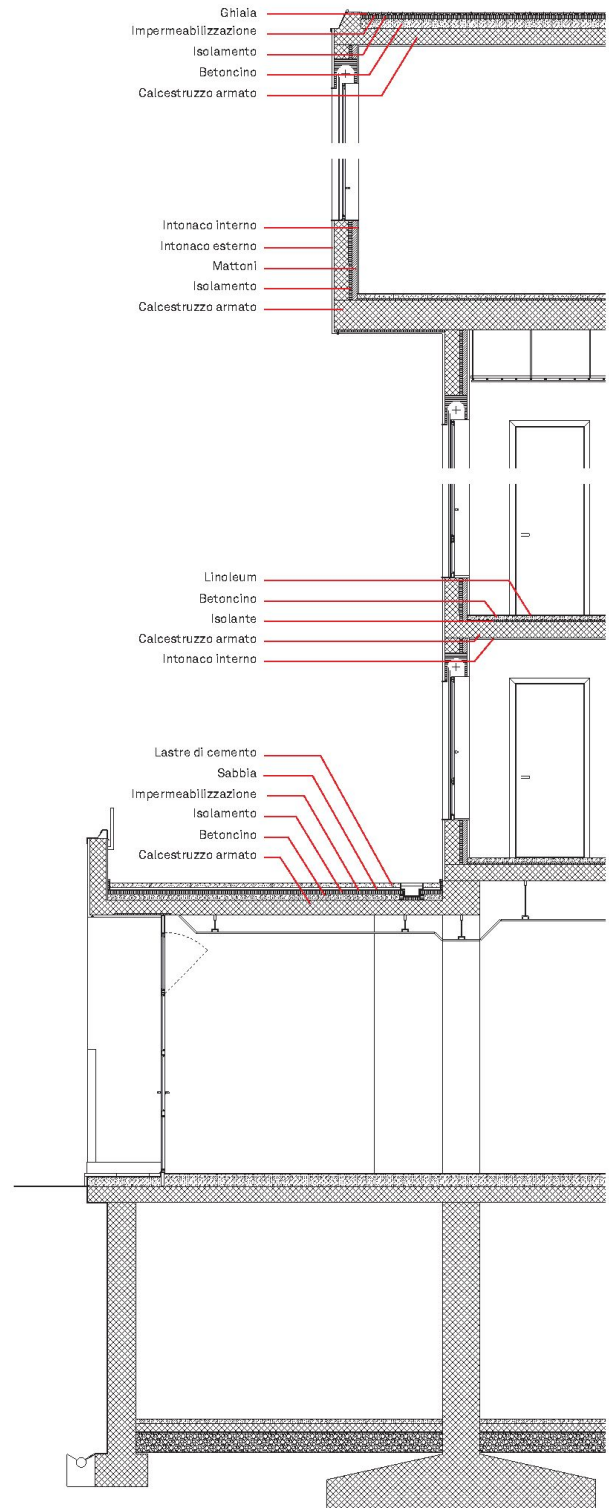 Ghiaia
Impermeabilizzazione
Isolamento
Betoncino
Calcestruzzo armato
Intonaco interno
Intonaco esterno
Mattoni
Isolamento
Calcestruzzo armato
Linoleum
Betoncino
Isolante
Calcestruzzo armato
Intonaco interno
Lastre di cemento
Sabbia
Impermeabilizzazione
Isolamento
Betoncino
Calcestruzzo armato